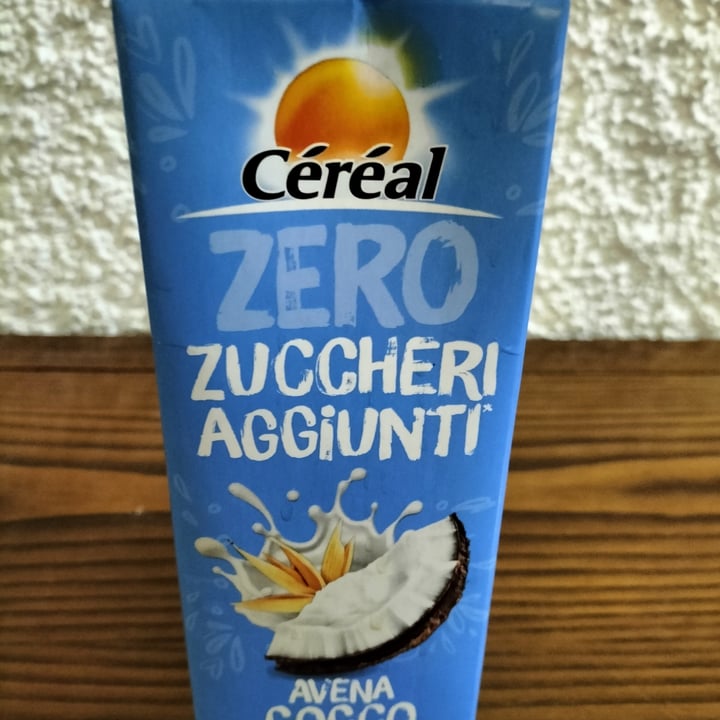 Céréal
ZERO
ZUCCHERI
AGGiUNTI*
AVENA
COCCO